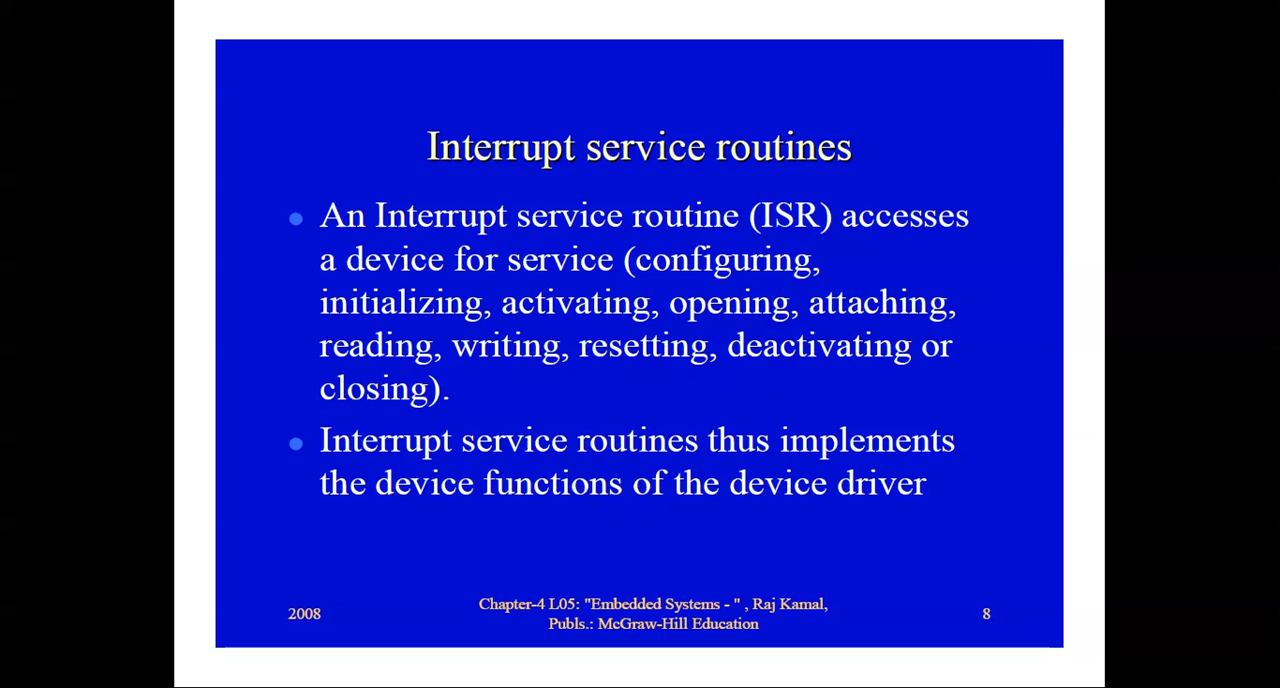 Interrupt service routines
An Interrupt service routine (ISR) accesses
a device for service (configuring,
initializing, activating, opening, attaching,
reading, writing, resetting, deactivating or
closing).
Interrupt service routines thus implements
the device functions of the device driver
2008
Chapter-4 L05: "Embedded Systems - " , Raj Kamal,
Publs.: McGraw-Hill Education
8